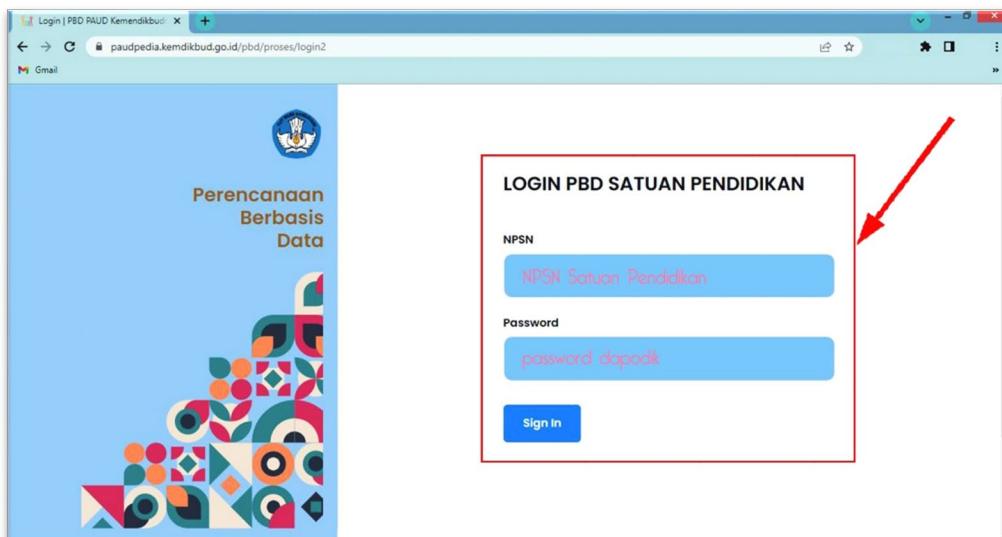 Login | PBD PAUD Kemendikbud
paudpedia.kemdikbud.go.id/pbd/proses/login2
Gmail
Perencanaan
Berbasis
Data
LOGIN PBD SATUAN PENDIDIKAN
NPSN
NPSN Satuan Pendidikan
Password
password dapodik
Sign In